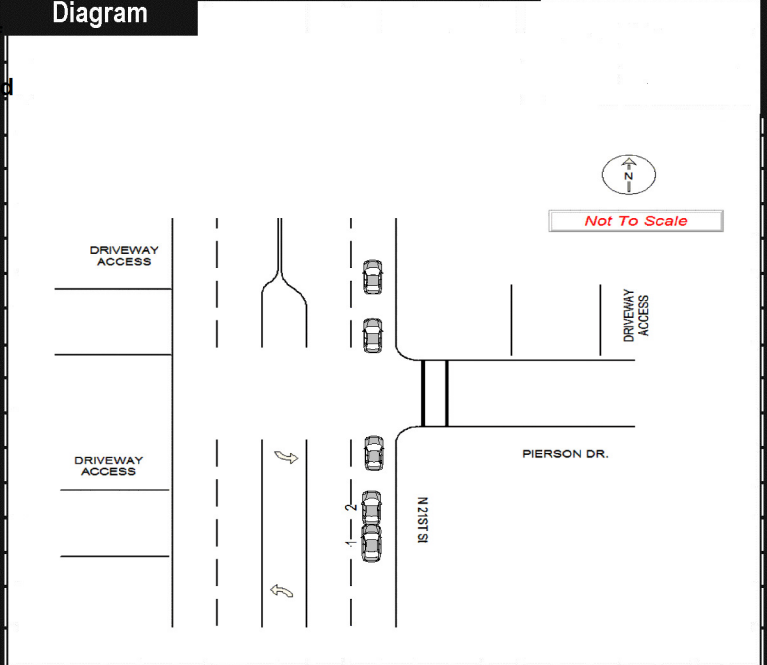 Diagram
d
N
Not To Scale
DRIVEWAY
ACCESS
DRIVEWAY
ACCESS
PIERSON DR.
DRIVEWAY
ACCESS
2
1
N 21ST St